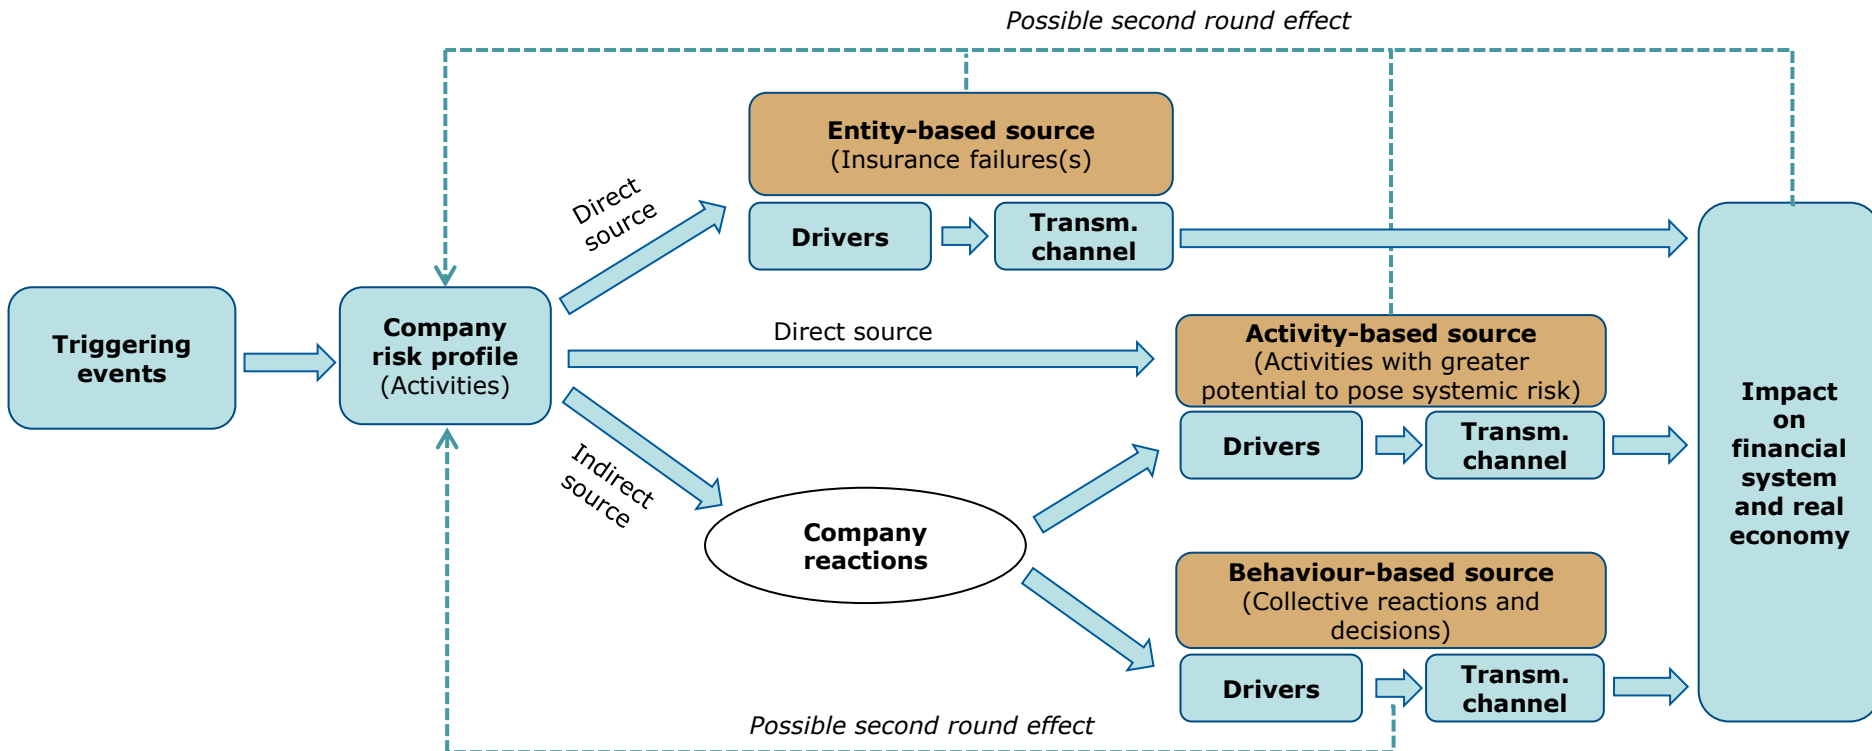 Possible second round effect
Entity-based source
(Insurance failures(s)
Direct
source
Drivers
Transm.
channel
Triggering
events
Company
risk profile
(Activities)
Direct source
Activity-based source
(Activities with greater
potential to pose systemic risk)
Drivers
Transm.
channel
Indirect
source
Company
reactions
Behaviour-based source
(Collective reactions and
decisions)
Drivers
Transm.
channel
Impact
on
financial
system
and real
economy
Possible second round effect